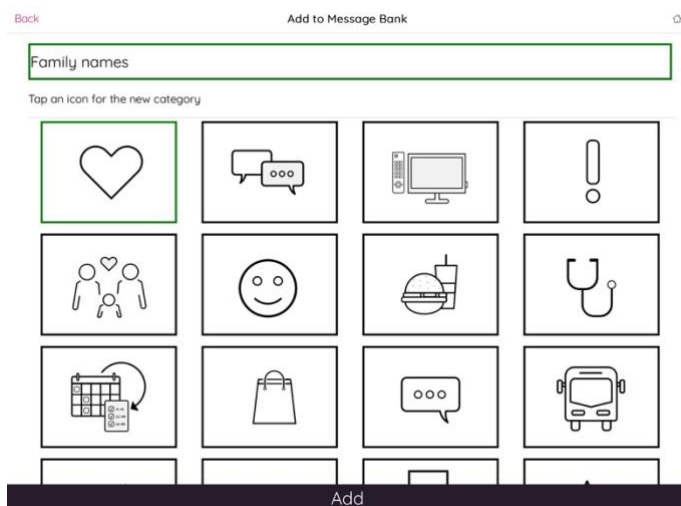 Back
Add to Message Bank
Family names
Tap an icon for the new category
Add